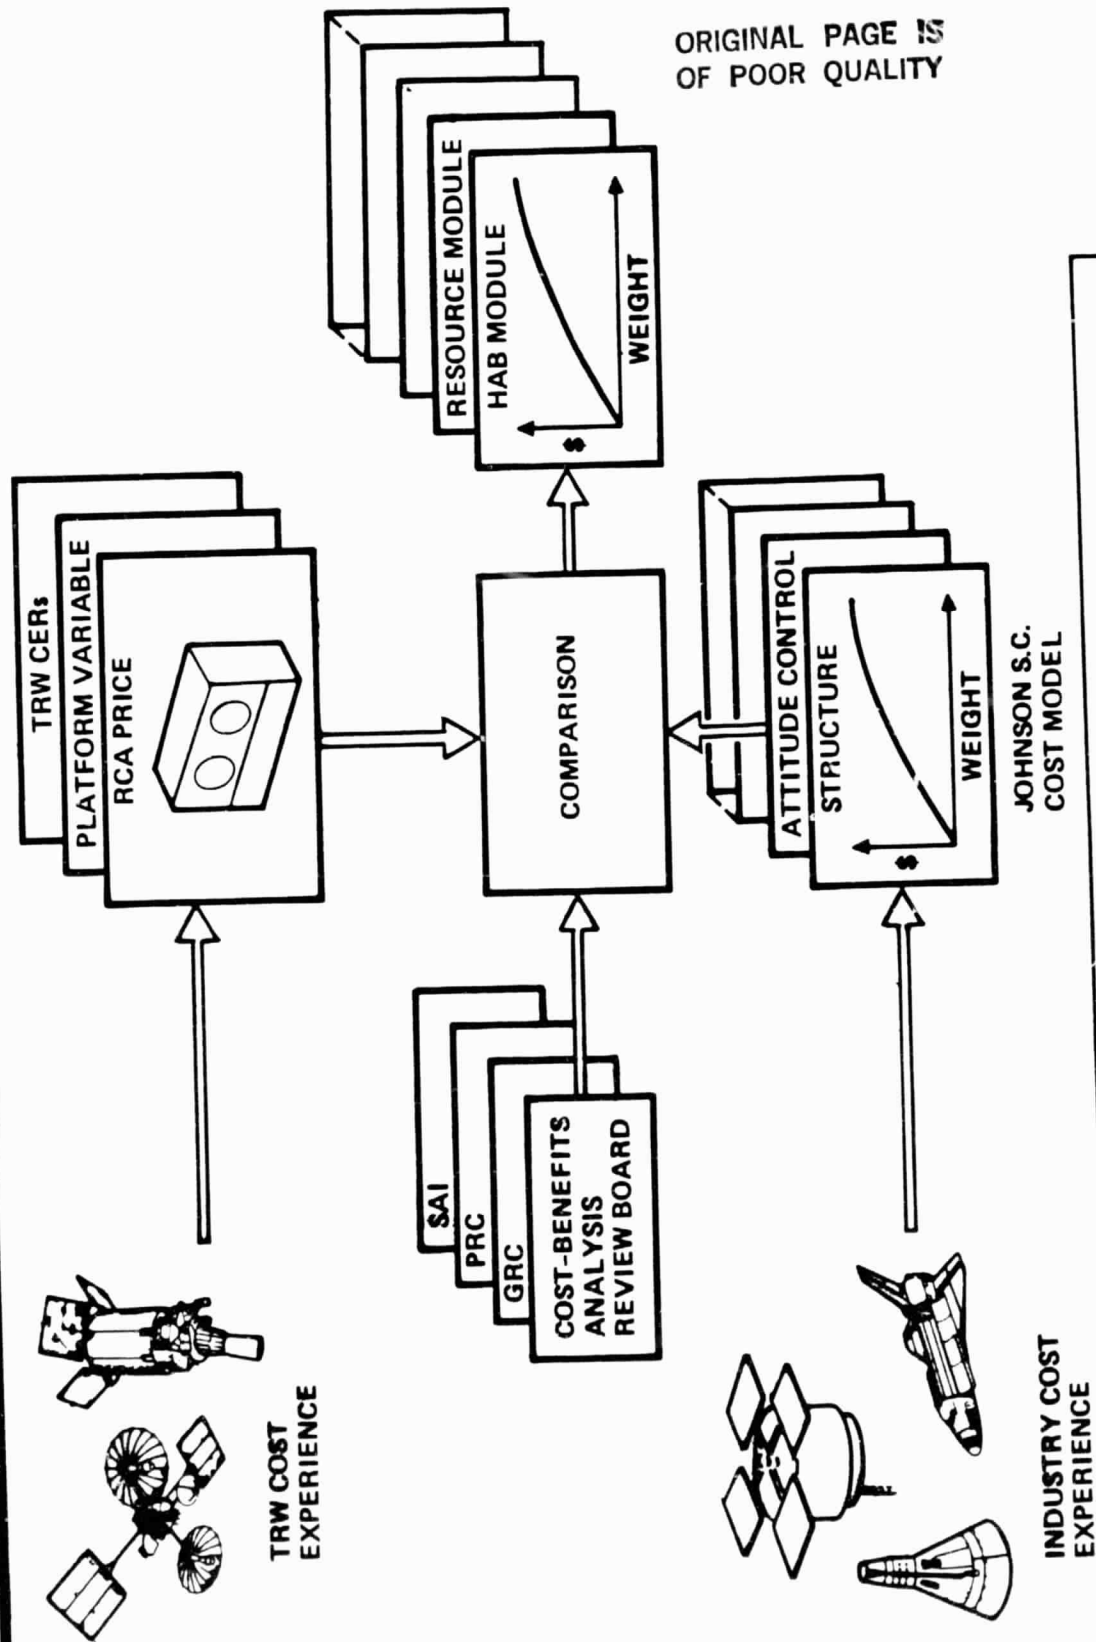 ORIGINAL PAGE IS
OF POOR QUALITY
TRW COST
EXPERIENCE
TRW CERs
PLATFORM VARIABLE
RCA PRICE
SAI
PRC
GRC
COST-BENEFITS
ANALYSIS
REVIEW BOARD
COMPARISON
RESOURCE MODULE
HAB MODULE
$
WEIGHT
INDUSTRY COST
EXPERIENCE
ATTITUDE CONTROL
STRUCTURE
$
WEIGHT
JOHNSON S.C.
COST MODEL